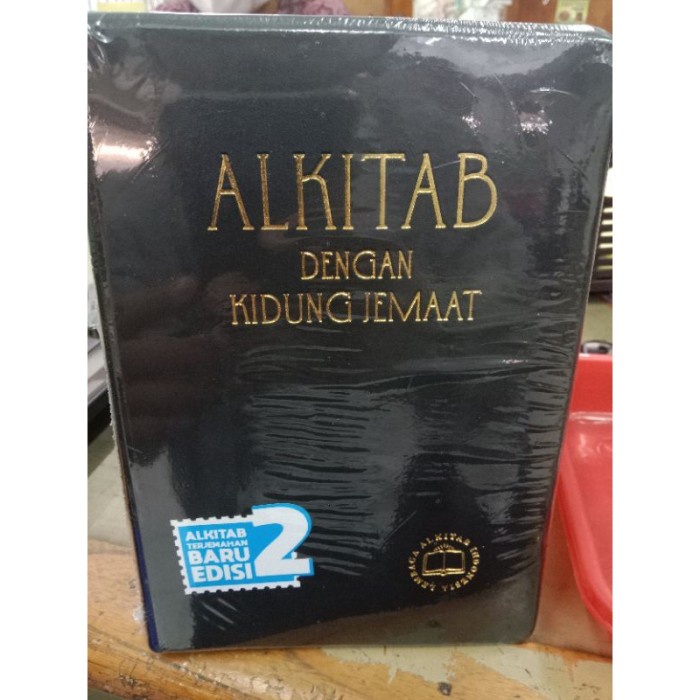 ALKITAB
DENGAN
KIDUNG JEMAAT
ALKITAB
TERJEMAHAN
BARU
EDISI
2
LEMBAGA ALKITAB INDONESIA